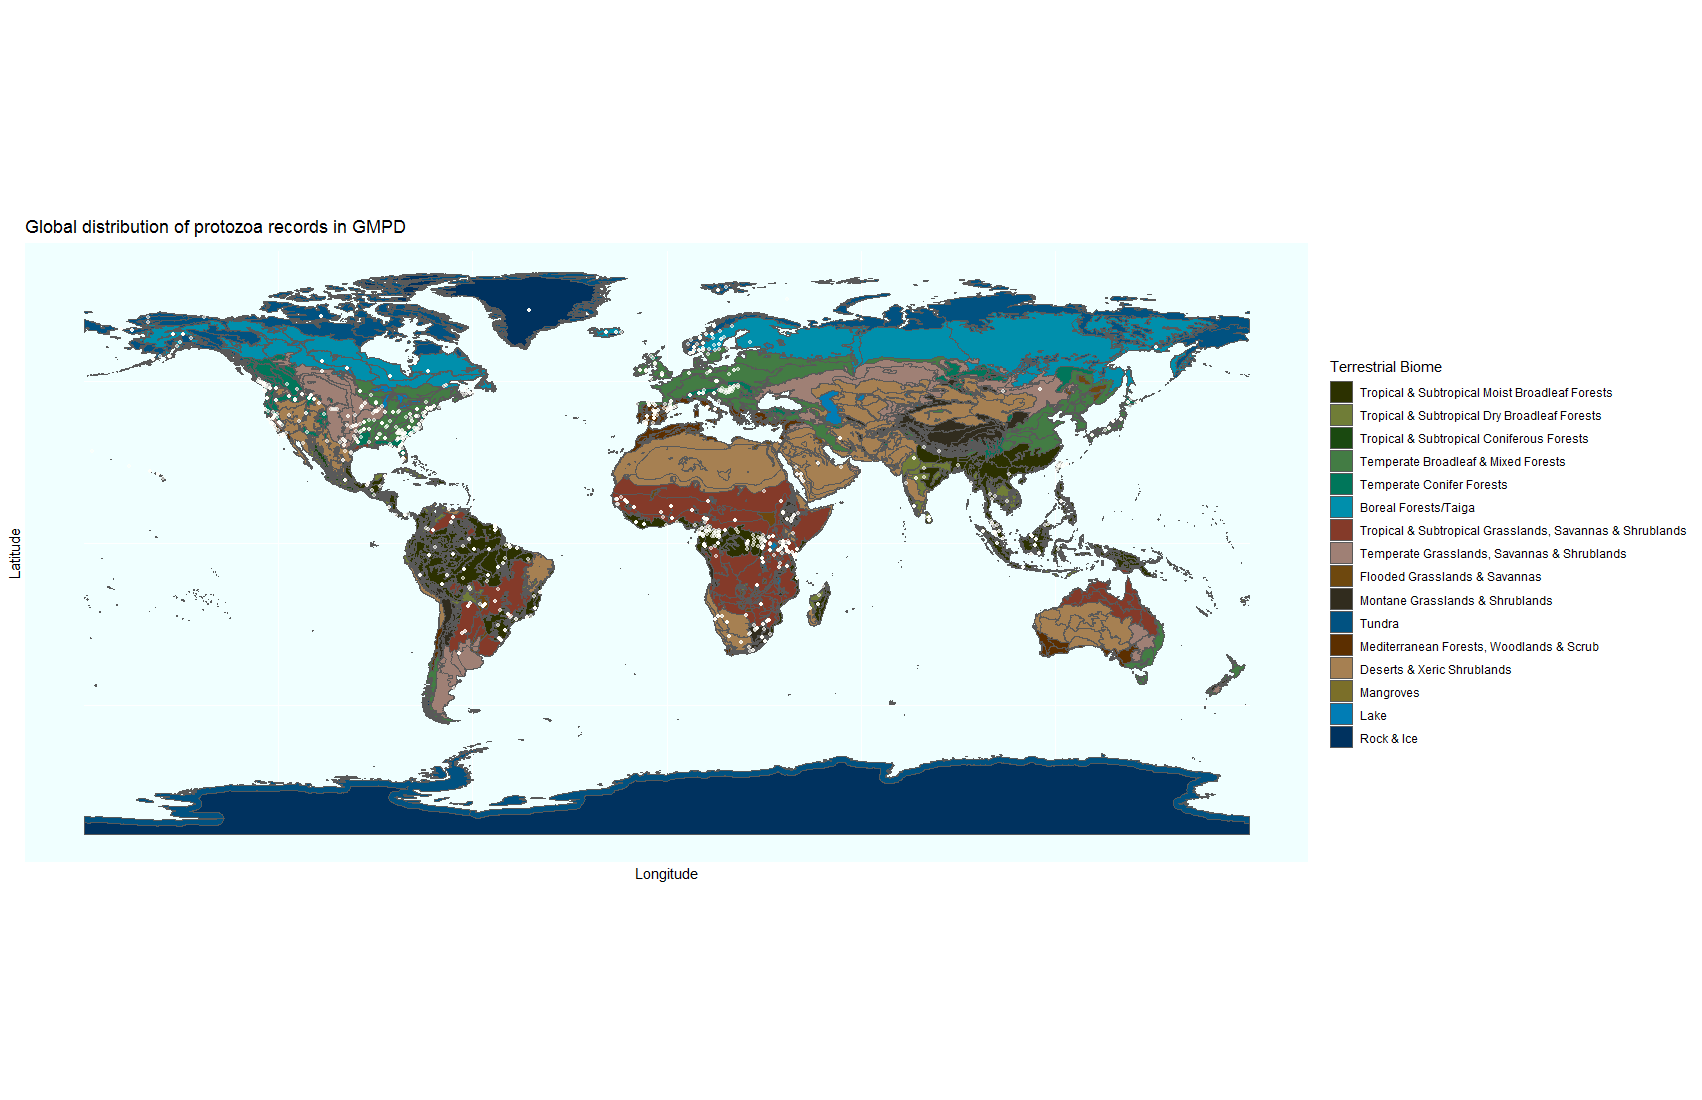 Global distribution of protozoa records in GMPD
Latitude
Longitude
Terrestrial Biome
Tropical & Subtropical Moist Broadleaf Forests
Tropical & Subtropical Dry Broadleaf Forests
Tropical & Subtropical Coniferous Forests
Temperate Broadleaf & Mixed Forests
Temperate Conifer Forests
Boreal Forests/Taiga
Tropical & Subtropical Grasslands, Savannas & Shrublands
Temperate Grasslands, Savannas & Shrublands
Flooded Grasslands & Savannas
Montane Grasslands & Shrublands
Tundra
Mediterranean Forests, Woodlands & Scrub
Deserts & Xeric Shrublands
Mangroves
Lake
Rock & Ice